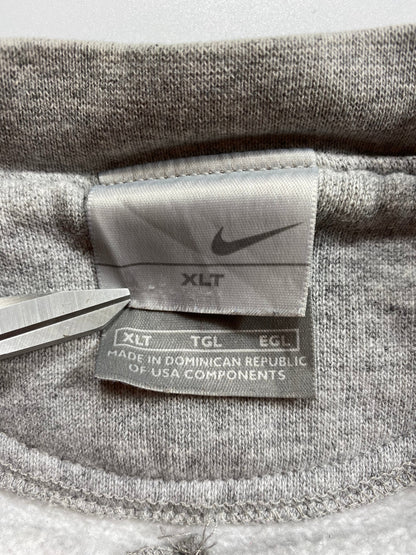 XLT
XLT TGL EGL
MADE IN DOMINICAN REPUBLIC
OF USA COMPONENTS